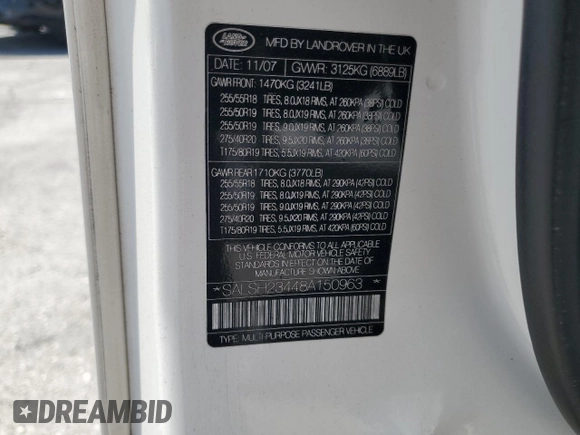 LAND
ROVER
MFD BY LANDROVER IN THE UK
DATE: 11/07 GVWR: 3125KG (6889LB)
GAWR FRONT: 1470KG (3241LB)
255/55R18 TIRES, 8.0JX18 RIMS, AT 260KPA (38PSI) COLD
255/50R19 TIRES, 8.0JX19 RIMS, AT 260KPA (38PSI) COLD
255/50R19 TIRES, 9.0JX19 RIMS, AT 260KPA (38PSI) COLD
275/40R20 TIRES, 9.5JX20 RIMS, AT 260KPA (38PSI) COLD
T175/80R19 TIRES, 5.5JX19 RIMS, AT 420KPA (60PSI) COLD
GAWR REAR 1710KG (3770LB)
255/55R18 TIRES, 8.0JX18 RIMS, AT 290KPA (42PSI) COLD
255/50R19 TIRES, 8.0JX19 RIMS, AT 290KPA (42PSI) COLD
255/50R19 TIRES, 9.0JX19 RIMS, AT 290KPA (42PSI) COLD
275/40R20 TIRES, 9.5JX20 RIMS, AT 290KPA (42PSI) COLD
T175/80R19 TIRES, 5.5JX19 RIMS, AT 420KPA (60PSI) COLD
THIS VEHICLE CONFORMS TO ALL APPLICABLE
U.S. FEDERAL MOTOR VEHICLE SAFETY
STANDARDS IN EFFECT ON THE DATE OF
MANUFACTURE SHOWN ABOVE.
*SALSH23448A150963*
TYPE: MULTI-PURPOSE PASSENGER VEHICLE
DREAMBID